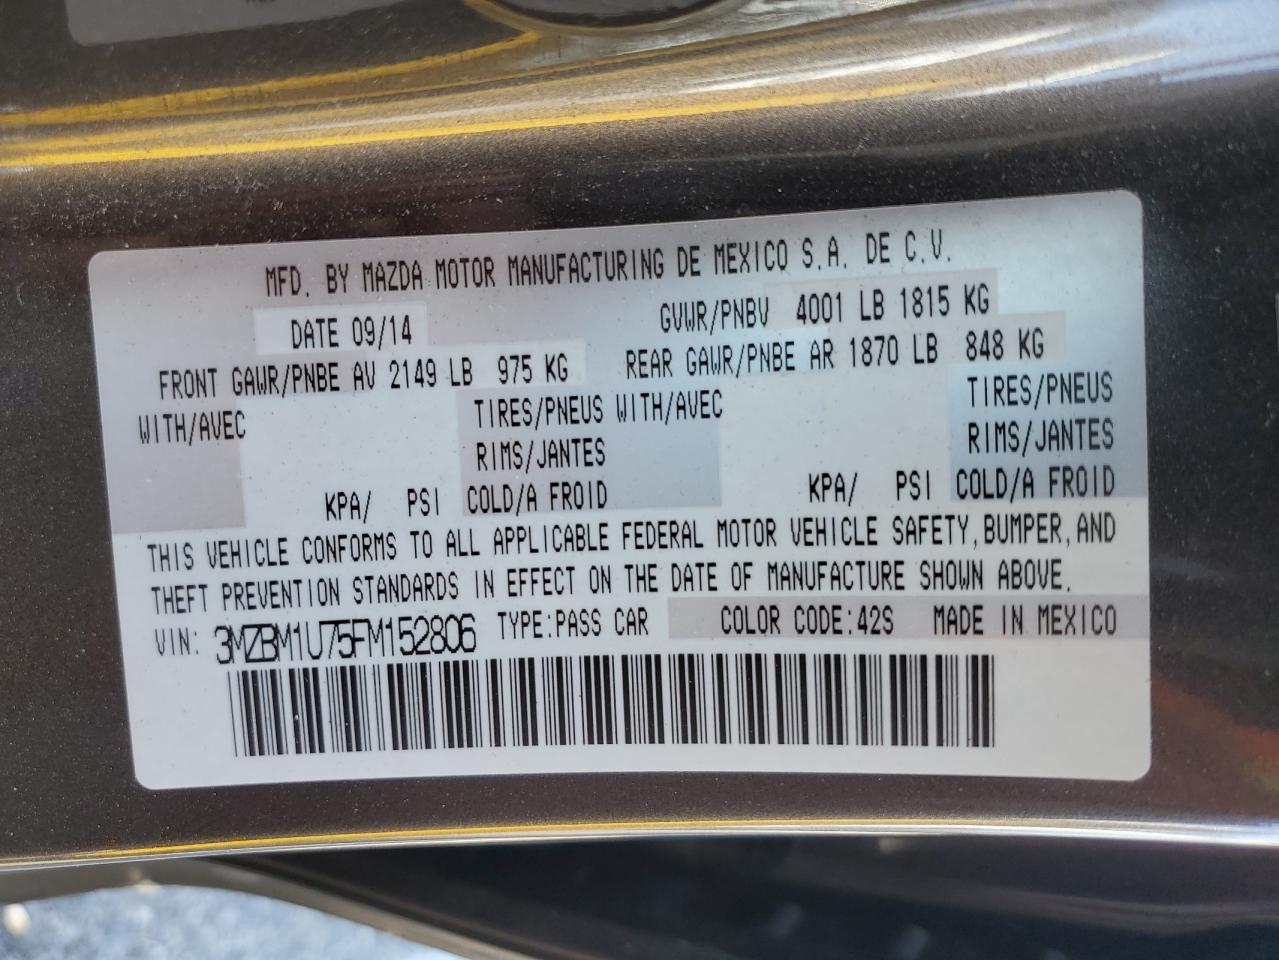 MFD. BY MAZDA MOTOR MANUFACTURING DE MEXICO S.A. DE C.V.
DATE 09/14 GVWR/PNBV 4001 LB 1815 KG
FRONT GAWR/PNBE AV 2149 LB 975 KG REAR GAWR/PNBE AR 1870 LB 848 KG
WITH/AVEC TIRES/PNEUS WITH/AVEC TIRES/PNEUS
RIMS/JANTES RIMS/JANTES
KPA/ PSI COLD/A FROID KPA/ PSI COLD/A FROID
THIS VEHICLE CONFORMS TO ALL APPLICABLE FEDERAL MOTOR VEHICLE SAFETY, BUMPER, AND
THEFT PREVENTION STANDARDS IN EFFECT ON THE DATE OF MANUFACTURE SHOWN ABOVE.
VIN: 3MZBM1U75FM152806 TYPE:PASS CAR COLOR CODE:42S MADE IN MEXICO